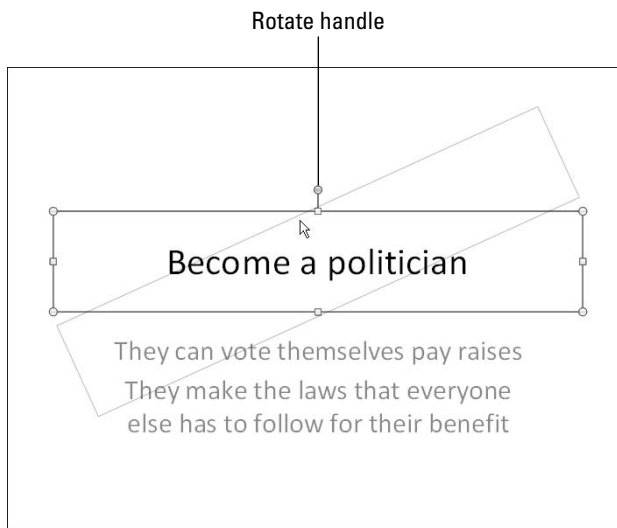 Rotate handle
Become a politician
They can vote themselves pay raises
They make the laws that everyone
else has to follow for their benefit